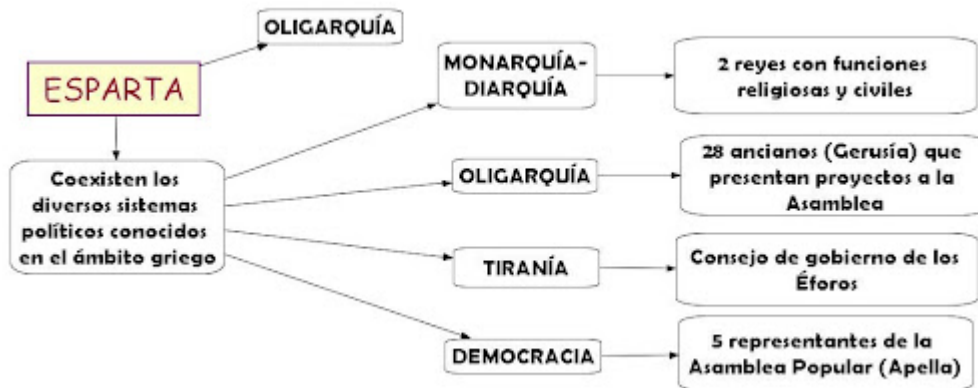 OLIGARQUÍA
ESPARTA
Coexisten los
diversos sistemas
políticos conocidos
en el ámbito griego
MONARQUÍA-
DIARQUÍA
2 reyes con funciones
religiosas y civiles
OLIGARQUÍA
28 ancianos (Gerusía) que
presentan proyectos a la
Asamblea
TIRANÍA
Consejo de gobierno de los
Éforos
DEMOCRACIA
5 representantes de la
Asamblea Popular (Apella)